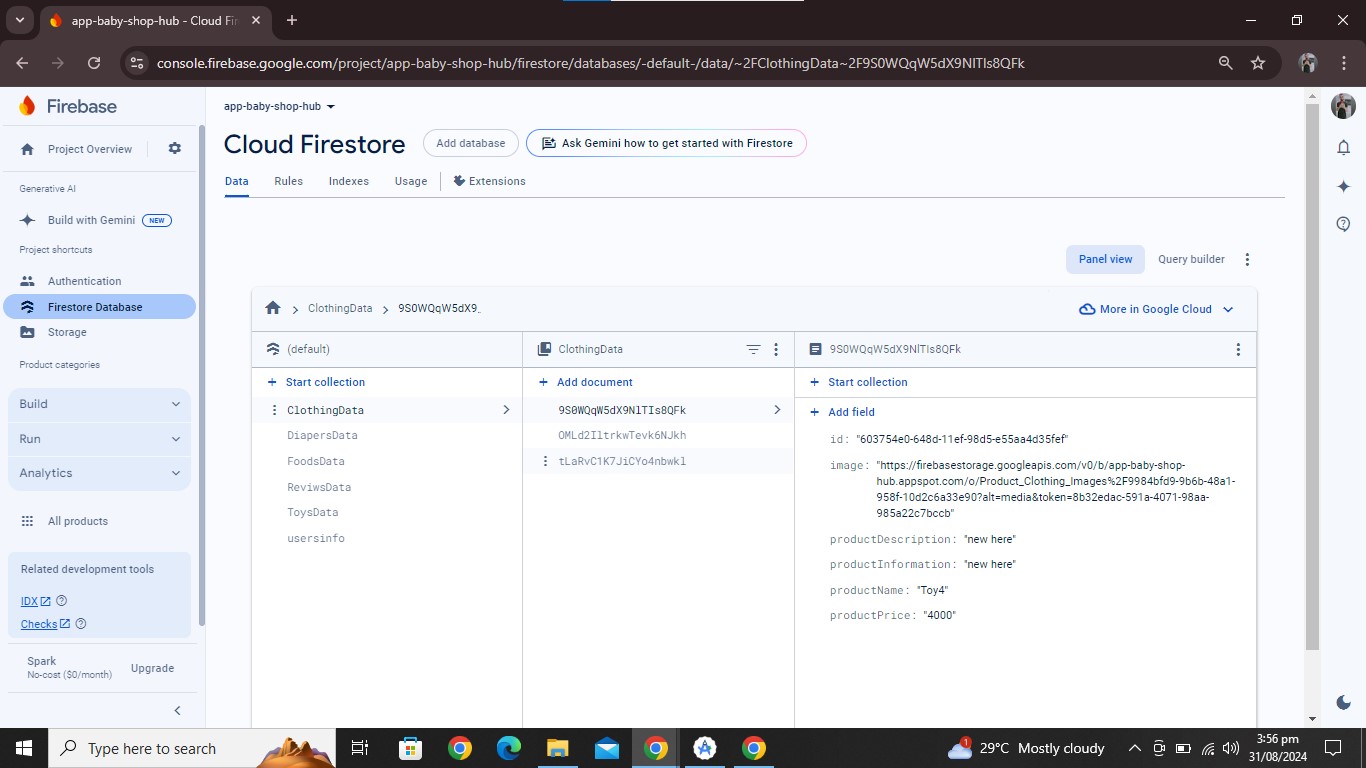 app-baby-shop-hub - Cloud Fir
console.firebase.google.com/project/app-baby-shop-hub/firestore/databases/-default-/data/~2FClothingData~2F9S0WQqW5dX9NlTIs8QFk
Firebase
Project Overview
Generative AI
Build with Gemini NEW
Project shortcuts
Authentication
Firestore Database
Storage
Product categories
Build
Run
Analytics
All products
Related development tools
IDX
Checks
Spark
No-cost ($0/month)
Upgrade
app-baby-shop-hub
Cloud Firestore
Add database
Ask Gemini how to get started with Firestore
Data Rules Indexes Usage Extensions
Panel view Query builder
ClothingData 9S0WQqW5dX9..
More in Google Cloud
(default)
Start collection
ClothingData
DiapersData
FoodsData
ReviwsData
ToysData
usersinfo
ClothingData
Add document
9S0WQqW5dX9NlTIs8QFk
OMLd2IltrkwTevk6NJkh
tLaRvC1K7JiCYo4nbwkl
9S0WQqW5dX9NlTIs8QFk
Start collection
Add field
id: "603754e0-648d-11ef-98d5-e55aa4d35fef"
image: "https://firebasestorage.googleapis.com/v0/b/app-baby-shop-
hub.appspot.com/o/Product_Clothing_Images%2F9984bfd9-9b6b-48a1-
958f-10d2c6a33e90?alt=media&token=8b32edac-591a-4071-98aa-
985a22c7bccb"
productDescription: "new here"
productInformation: "new here"
productName: "Toy4"
productPrice: "4000"
Type here to search
1
29°C Mostly cloudy
3:56 pm
31/08/2024